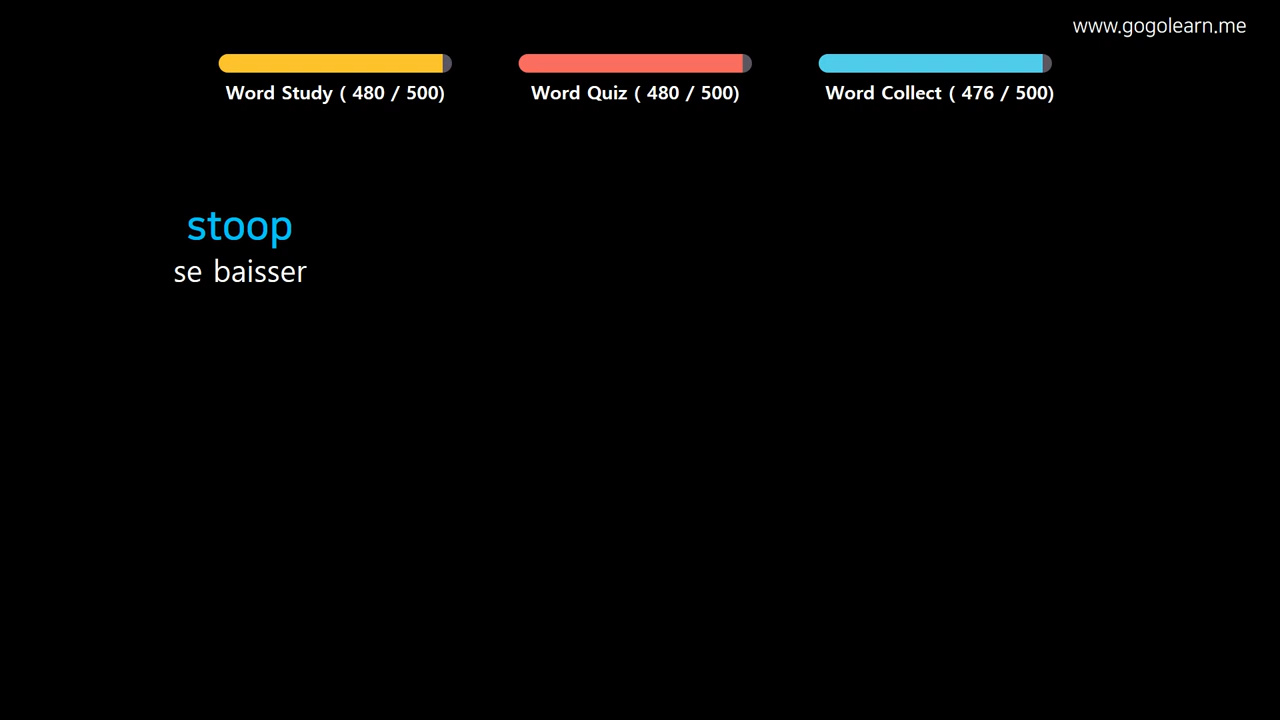 www.gogolearn.me
Word Study ( 480 / 500)
Word Quiz ( 480 / 500)
Word Collect ( 476 / 500)
stoop
se baisser